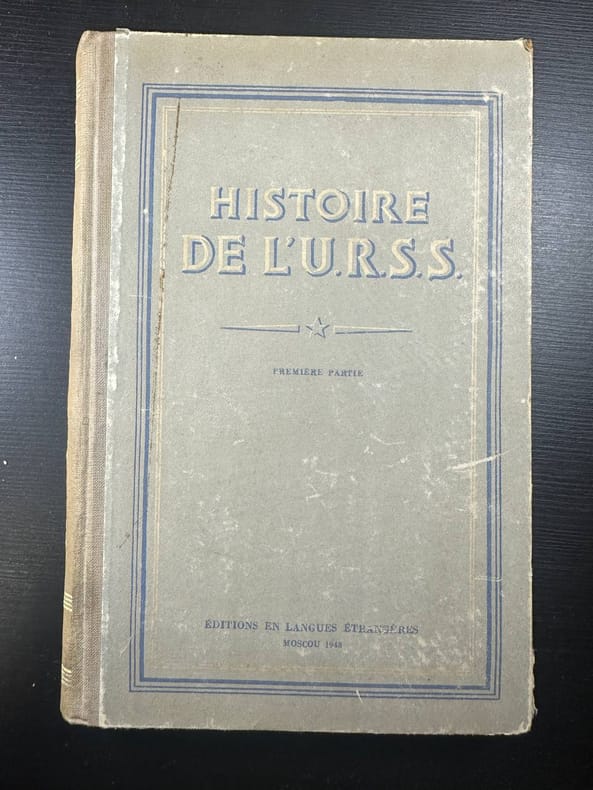 HISTOIRE
DE L'U.R.S.S.
PREMIÈRE PARTIE
ÉDITIONS EN LANGUES ÉTRANGÈRES
MOSCOU 1948